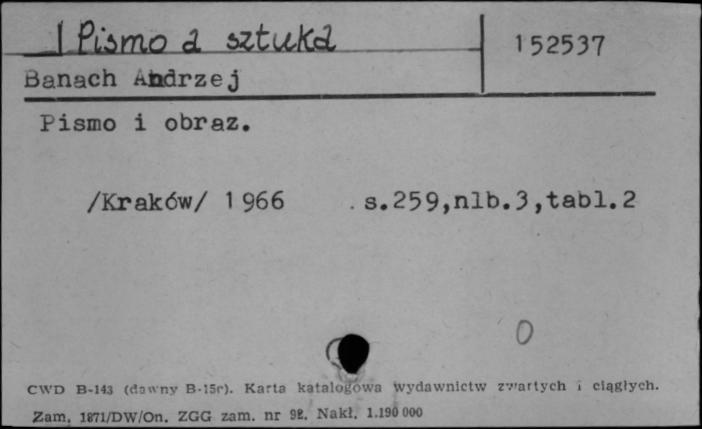 Pismo a sztuka
152537
Banach Andrzej
Pismo i obraz.
/Kraków/ 1966 s.259,nlb.3,tabl.2
0
CWD B-143 (dawny B-15r). Karta katalogowa wydawnictw zwartych i ciągłych.
Zam. 1871/DW/On. ZGG zam. nr 92. Nakł. 1.190 000